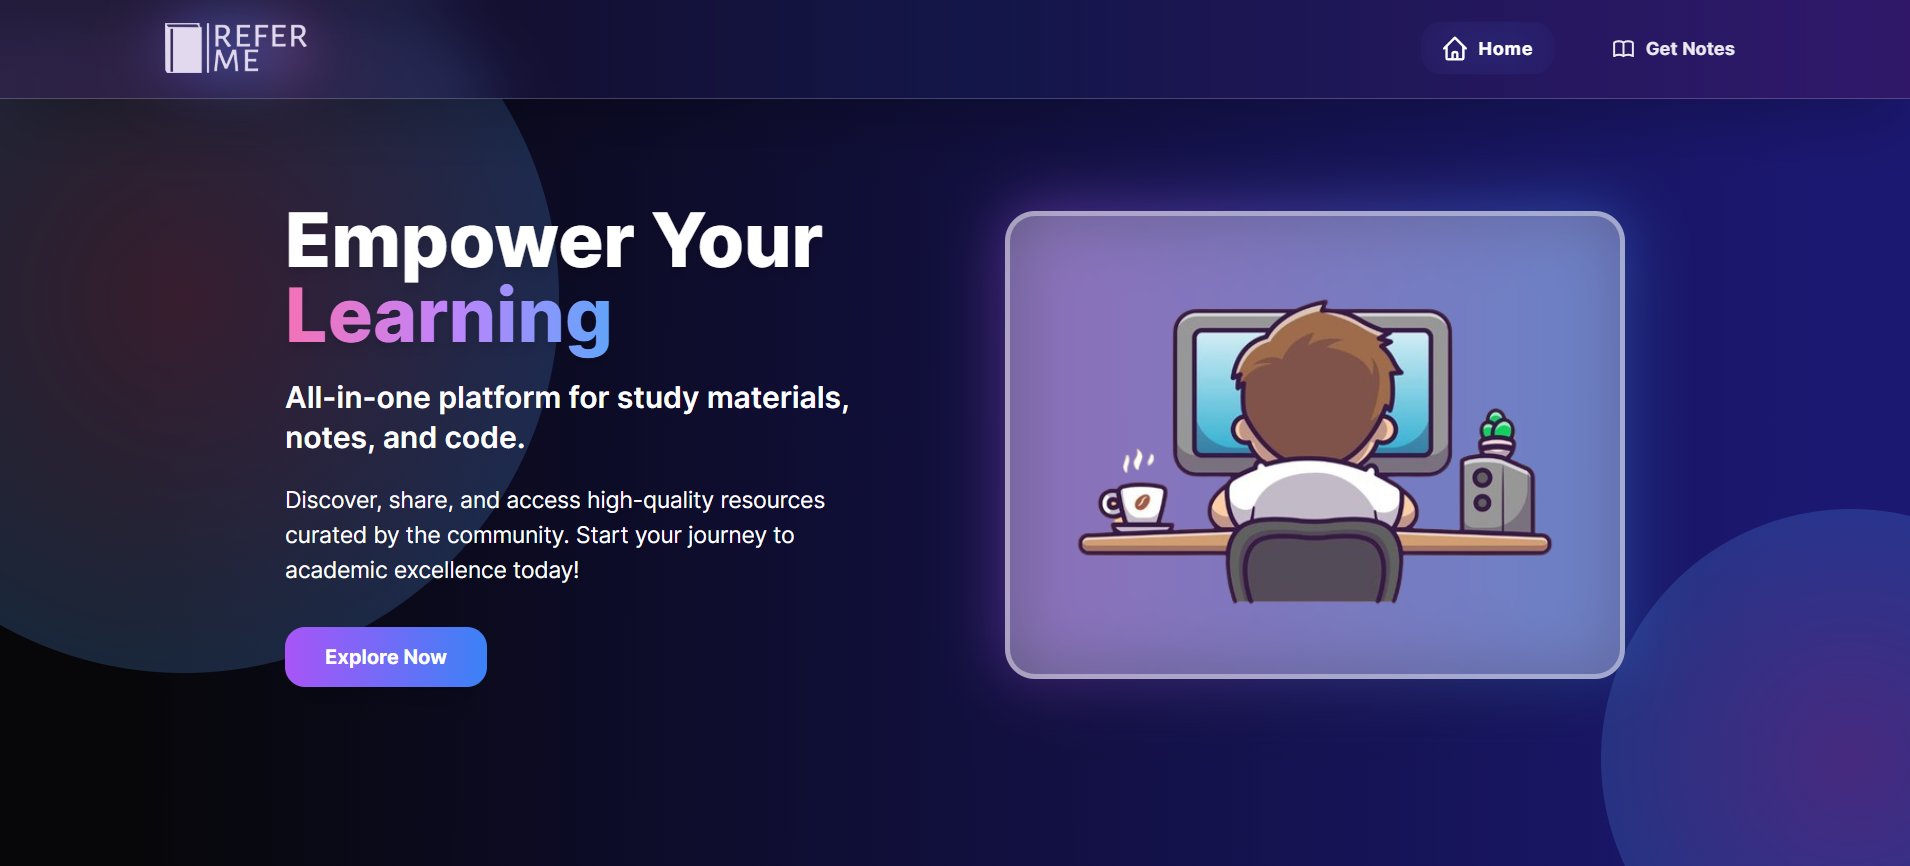 REFER
ME
Home
Get Notes
Empower Your
Learning
All-in-one platform for study materials,
notes, and code.
Discover, share, and access high-quality resources
curated by the community. Start your journey to
academic excellence today!
Explore Now